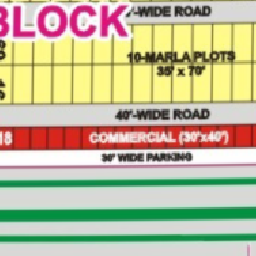 BLOCK
'-WIDE ROAD
10-MARLA PLOTS
35' x 70'
40'-WIDE ROAD
COMMERCIAL (30'x40')
30' WIDE PARKING